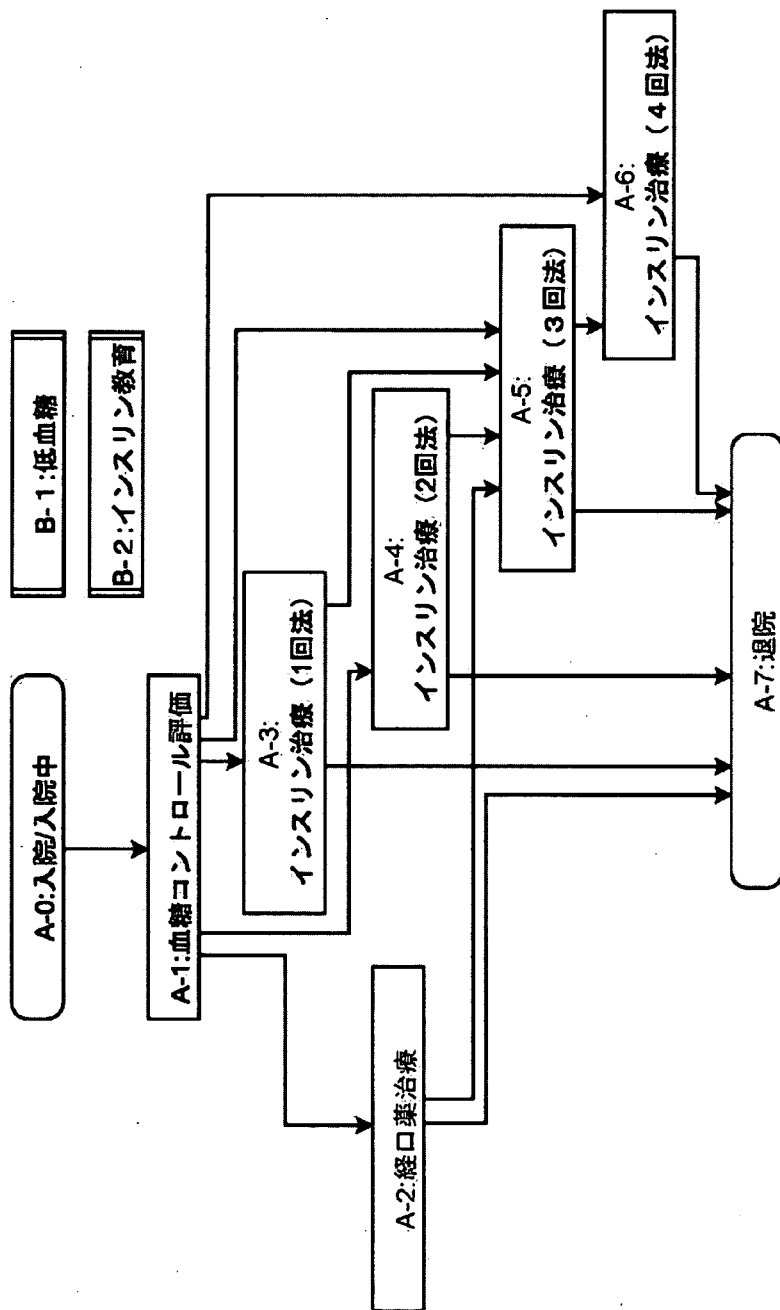 A-0:入院/入院中
B-1:低血糖
B-2:インスリン教育
A-1:血糖コントロール評価
A-3:
インスリン治療（1回法）
A-2:経口薬治療
A-4:
インスリン治療（2回法）
A-5:
インスリン治療（３回法）
A-6:
インスリン治療（４回法）
A-7:退院